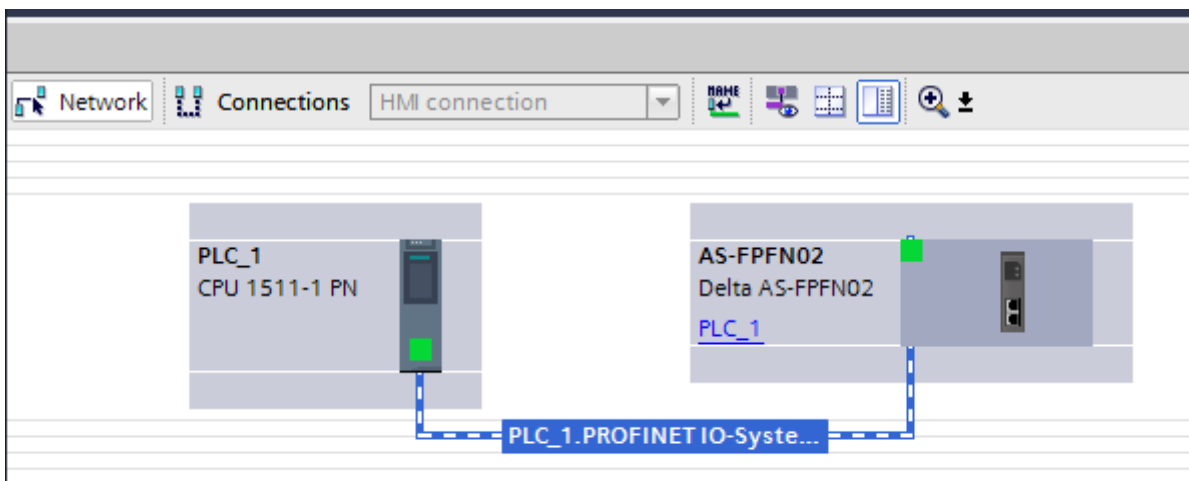 Network
Connections
HMI connection
NAME
PLC_1
CPU 1511-1 PN
AS-FPFN02
Delta AS-FPFN02
PLC_1
PLC_1.PROFINET IO-Syste...